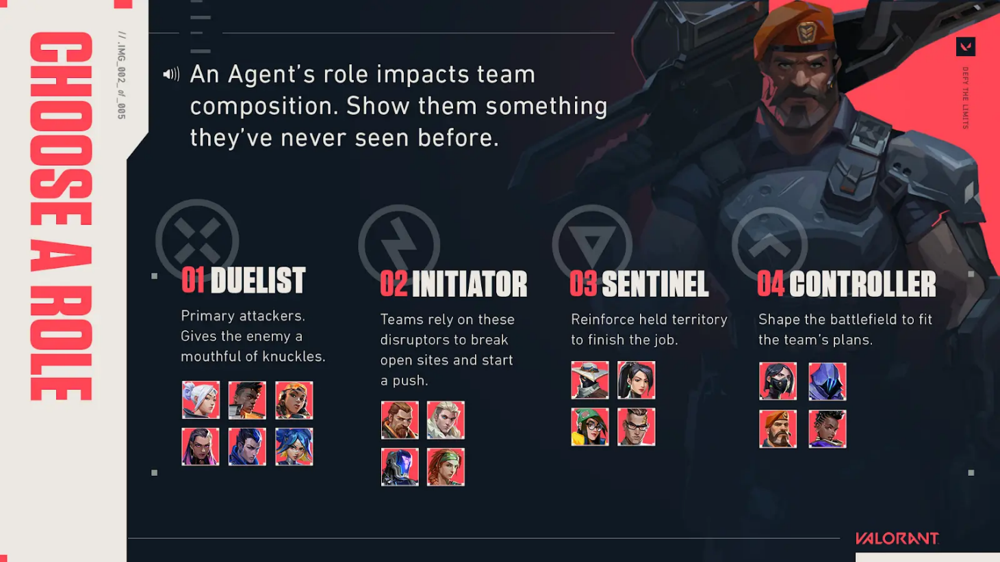 CHOOSE A ROLE
// .IMG_002_of_005
An Agent’s role impacts team
composition. Show them something
they’ve never seen before.
DEFY THE LIMITS
01 DUELIST
Primary attackers.
Gives the enemy a
mouthful of knuckles.
02 INITIATOR
Teams rely on these
disruptors to break
open sites and start
a push.
03 SENTINEL
Reinforce held territory
to finish the job.
04 CONTROLLER
Shape the battlefield to fit
the team’s plans.
VALORANT